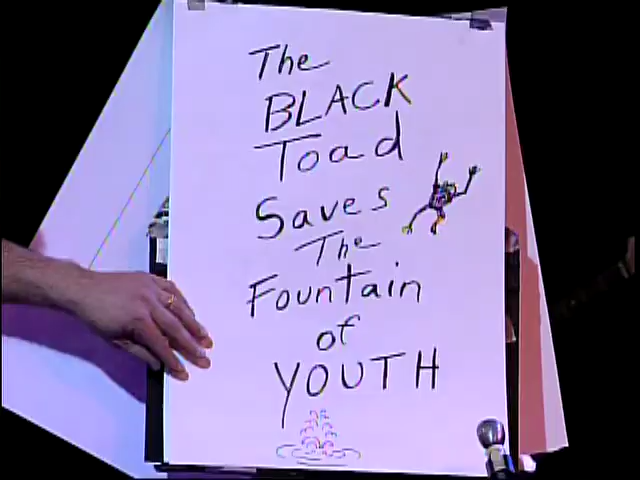 The
BLACK
Toad
Saves
The
Fountain
of
YOUTH